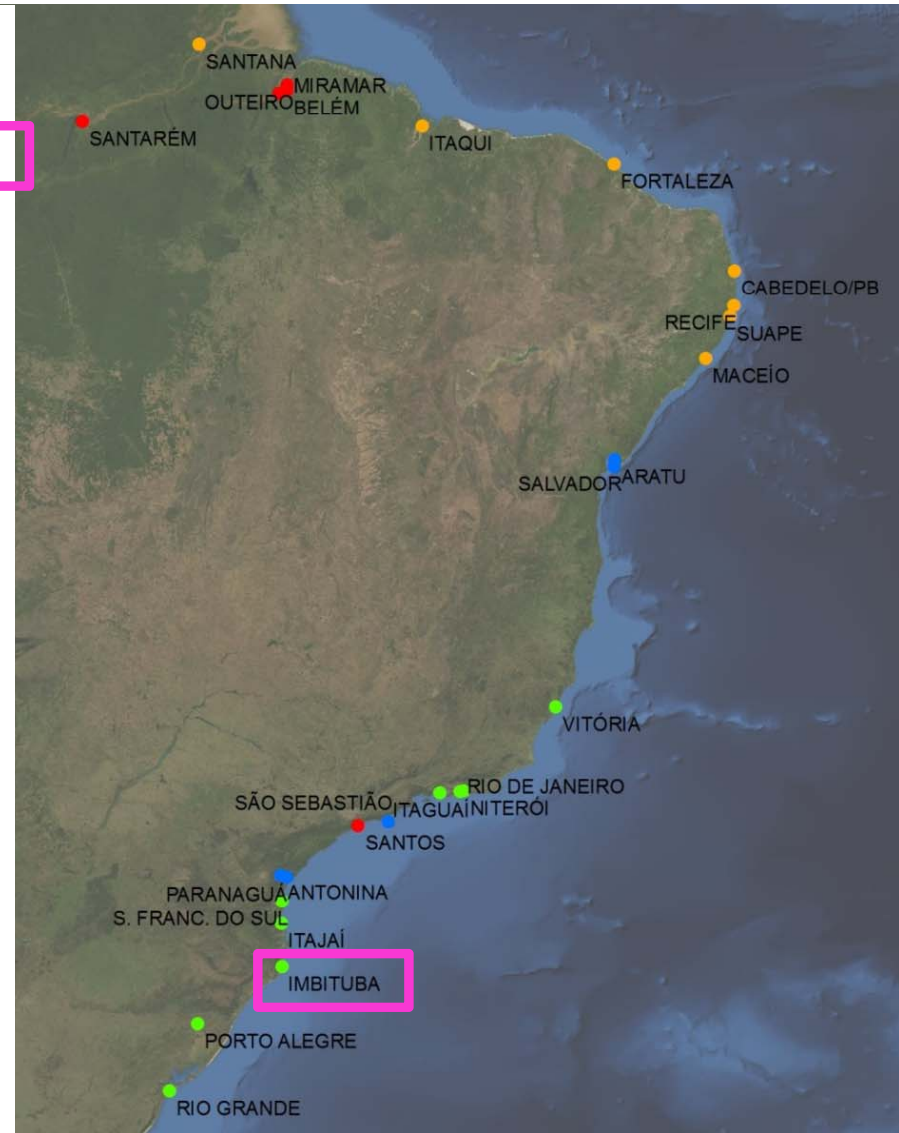 SANTANA
MIRAMAR
OUTEIRO
BELÉM
SANTARÉM
ITAQUI
FORTALEZA
CABEDELO/PB
RECIFE
SUAPE
MACEÍO
SALVADOR
ARATU
VITÓRIA
RIO DE JANEIRO
SÃO SEBASTIÃO
ITAGUAÍ
NITERÓI
SANTOS
PARANAGUÁ
ANTONINA
S. FRANC. DO SUL
ITAJAÍ
IMBITUBA
PORTO ALEGRE
RIO GRANDE